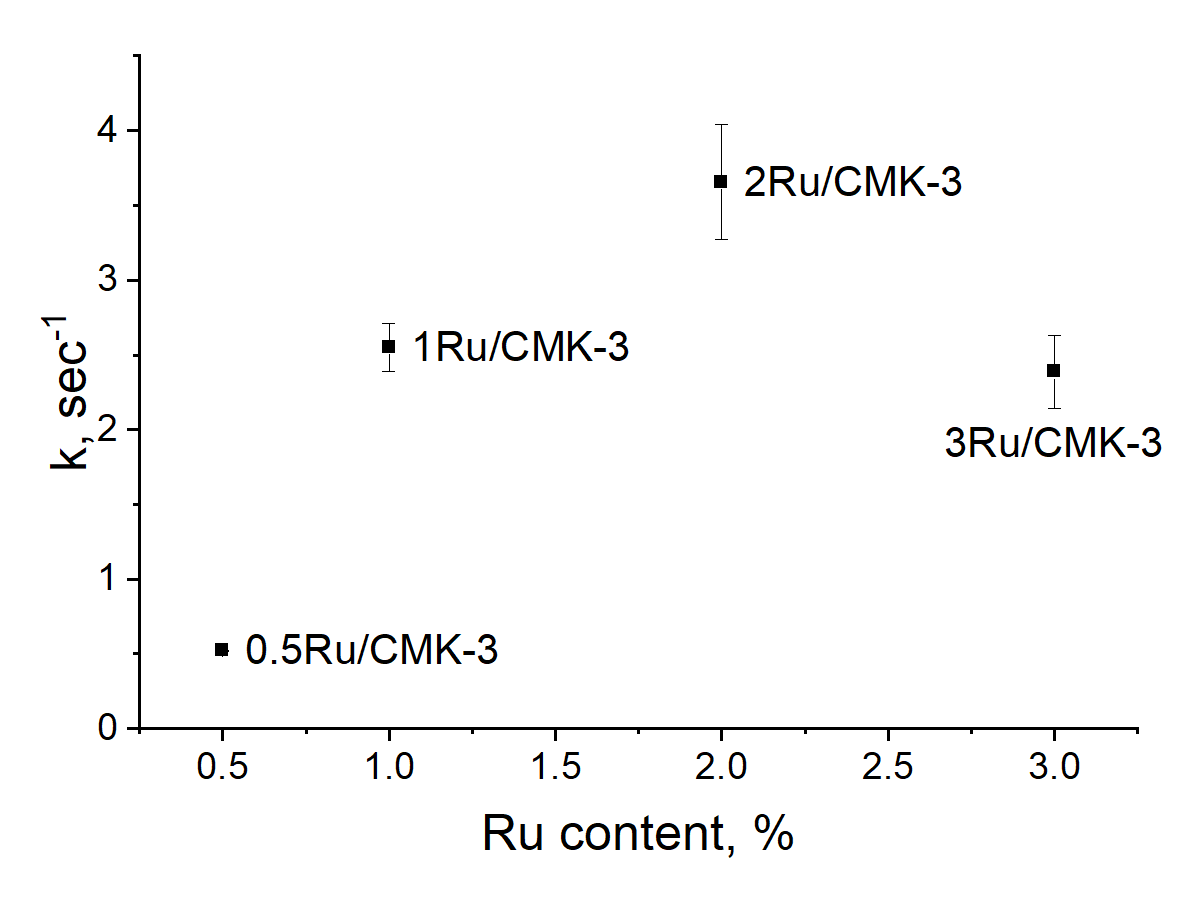 4
3
2
1
0
k, sec-1
2Ru/CMK-3
1Ru/CMK-3
3Ru/CMK-3
0.5Ru/CMK-3
0.5 1.0 1.5 2.0 2.5 3.0
Ru content, %